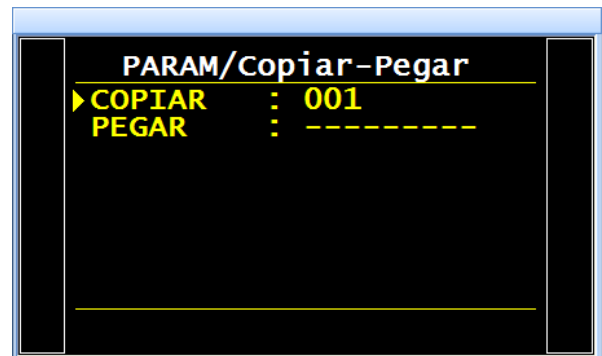 PARAM/Copiar-Pegar
COPIAR : 001
PEGAR : ---------